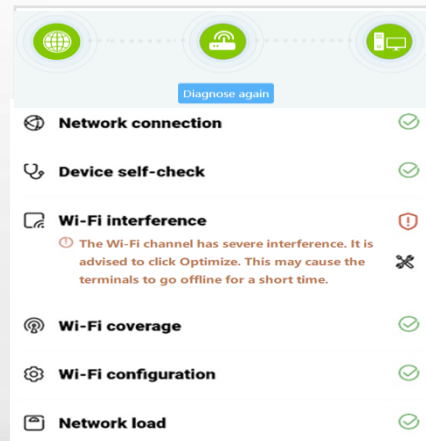 Diagnose again
Network connection
Device self-check
Wi-Fi interference
The Wi-Fi channel has severe interference. It is
advised to click Optimize. This may cause the
terminals to go offline for a short time.
Wi-Fi coverage
Wi-Fi configuration
Network load